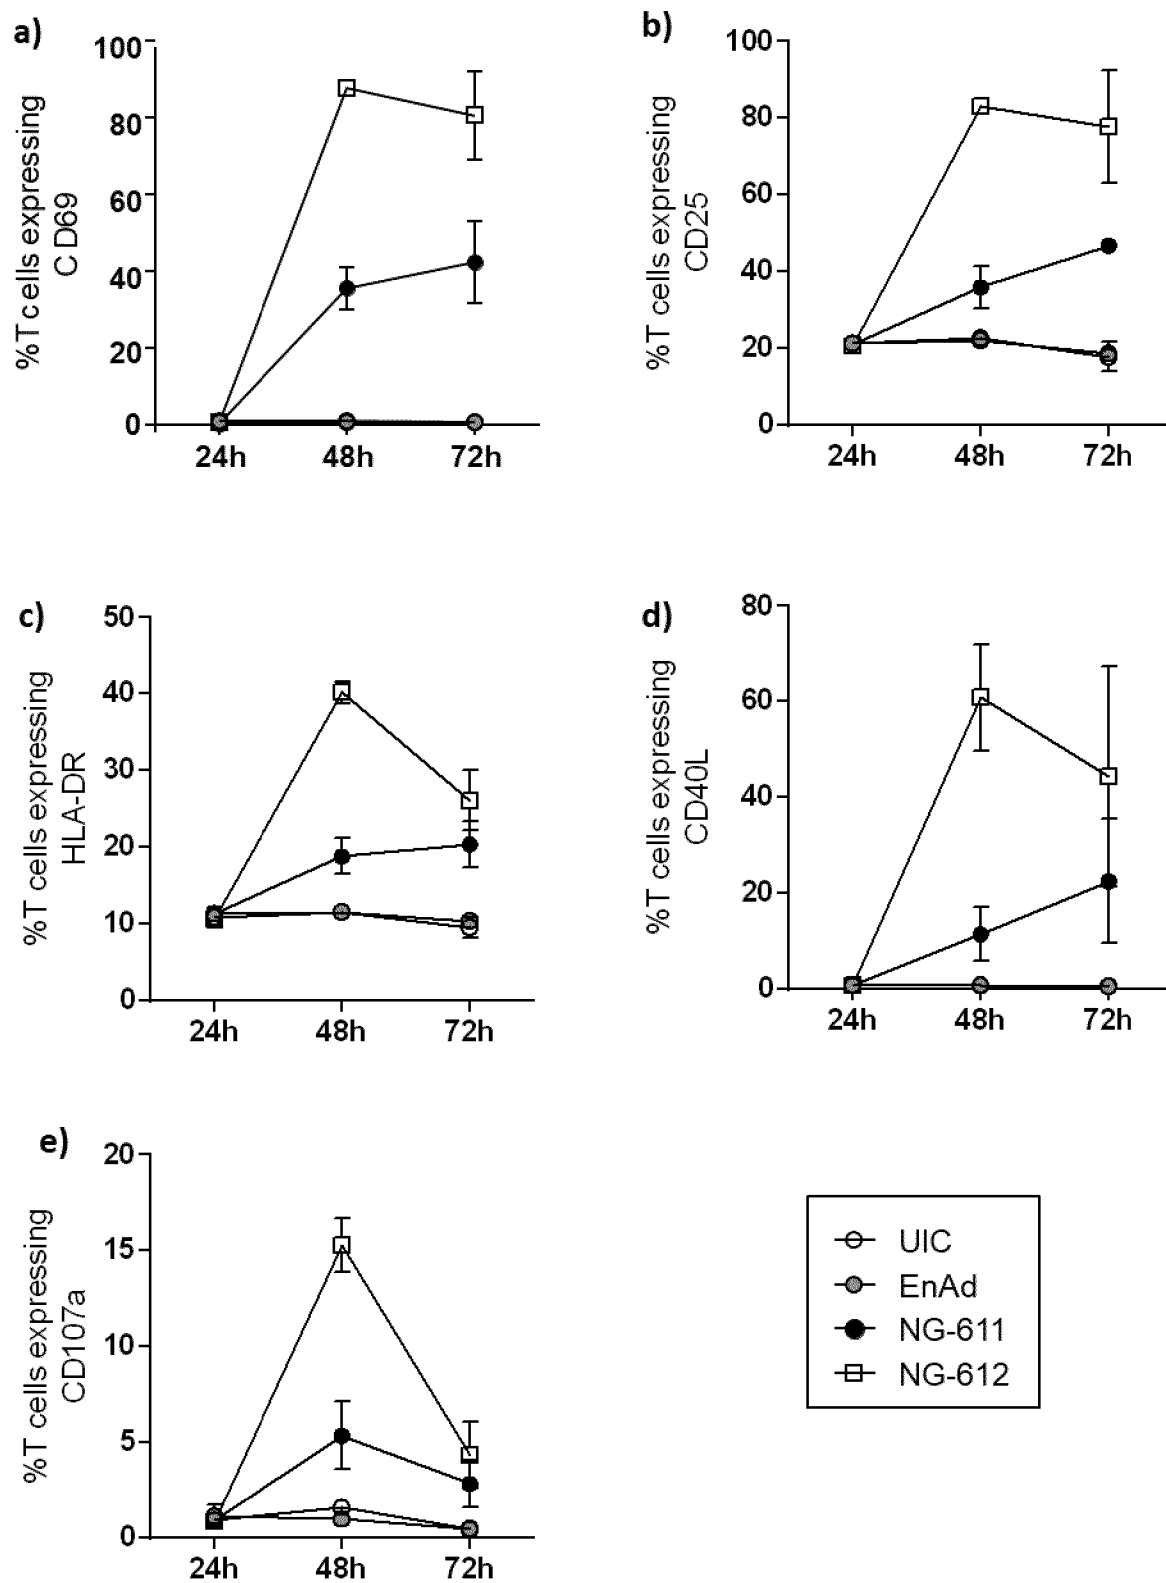 a)
%T cells expressing
CD69
100
80
60
40
20
0
24h 48h 72h
b)
%T cells expressing
CD25
100
80
60
40
20
0
24h 48h 72h
c)
%T cells expressing
HLA-DR
50
40
30
20
10
0
24h 48h 72h
d)
%T cells expressing
CD40L
80
60
40
20
0
24h 48h 72h
e)
%T cells expressing
CD107a
20
15
10
5
0
24h 48h 72h
UIC
EnAd
NG-611
NG-612